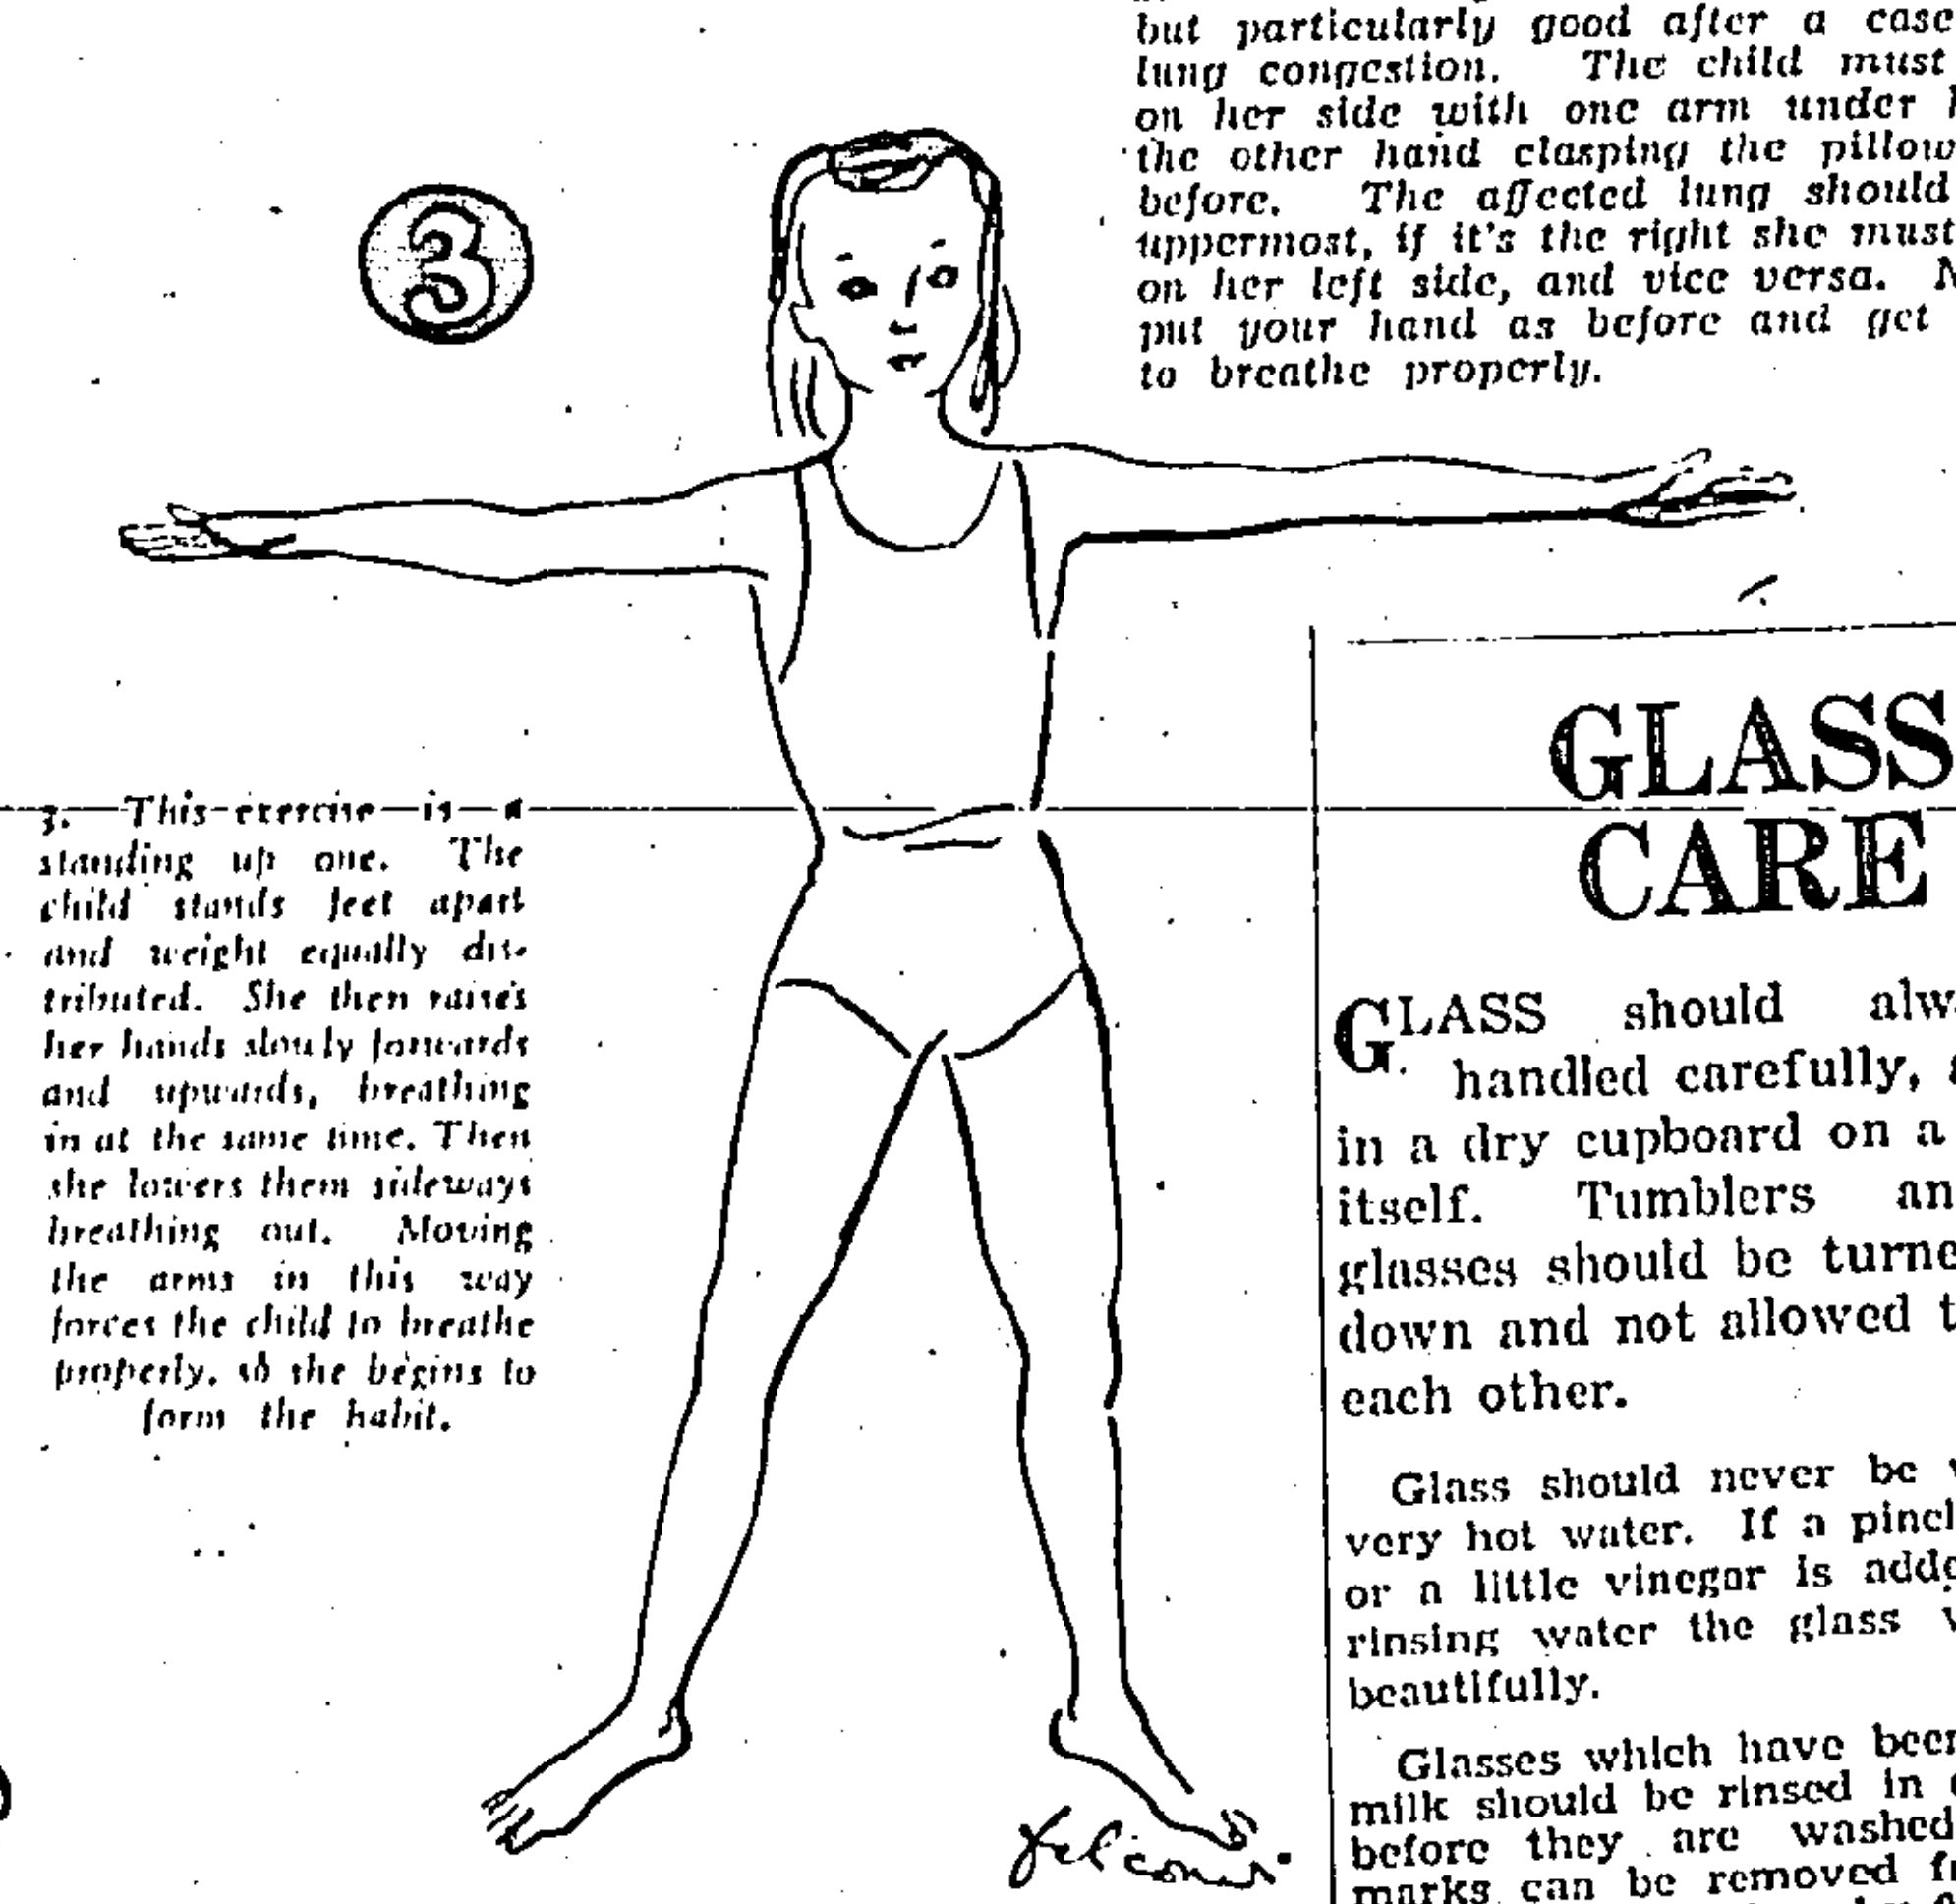 but particularly good after a case
lung congestion. The child must
on her side with one arm under
the other hand clasping the pillow
before. The affected lung should
uppermost, if it's the right she must
on her left side, and vice versa.
put your hand as before and get
to breathe properly.
3
3. This exercise is a
standing up one. The
child stands feet apart
and weight equally dis-
tributed. She then raises
her hands slowly forwards
and upwards, breathing
in at the same time. Then
she lowers them sideways
breathing out. Moving
the arms in this way
forces the child to breathe
properly, so she begins to
form the habit.
GLASS
CARE
GLASS should
handled carefully,
in a dry cupboard on a
itself. Tumblers
glasses should be
down and not allowed
each other.
Glass should never be
very hot water. If a
or a little vinegar is
rinsing water the glass
beautifully.
Glasses which have been
milk should be rinsed in
before they are washed
marks can be removed